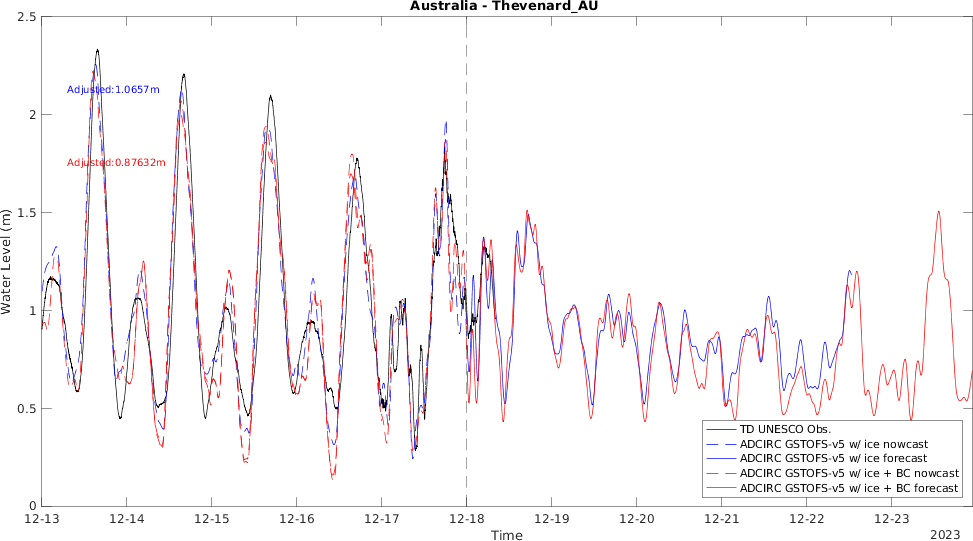 Australia - Thevenard_AU
2.5
2
1.5
1
0.5
0
Water Level (m)
Adjusted:1.0657m
Adjusted:0.87632m
TD UNESCO Obs.
ADCIRC GSTOFS-v5 w/ ice nowcast
ADCIRC GSTOFS-v5 w/ ice forecast
ADCIRC GSTOFS-v5 w/ ice + BC nowcast
ADCIRC GSTOFS-v5 w/ ice + BC forecast
12-13 12-14 12-15 12-16 12-17 12-18 12-19 12-20 12-21 12-22 12-23
Time
2023